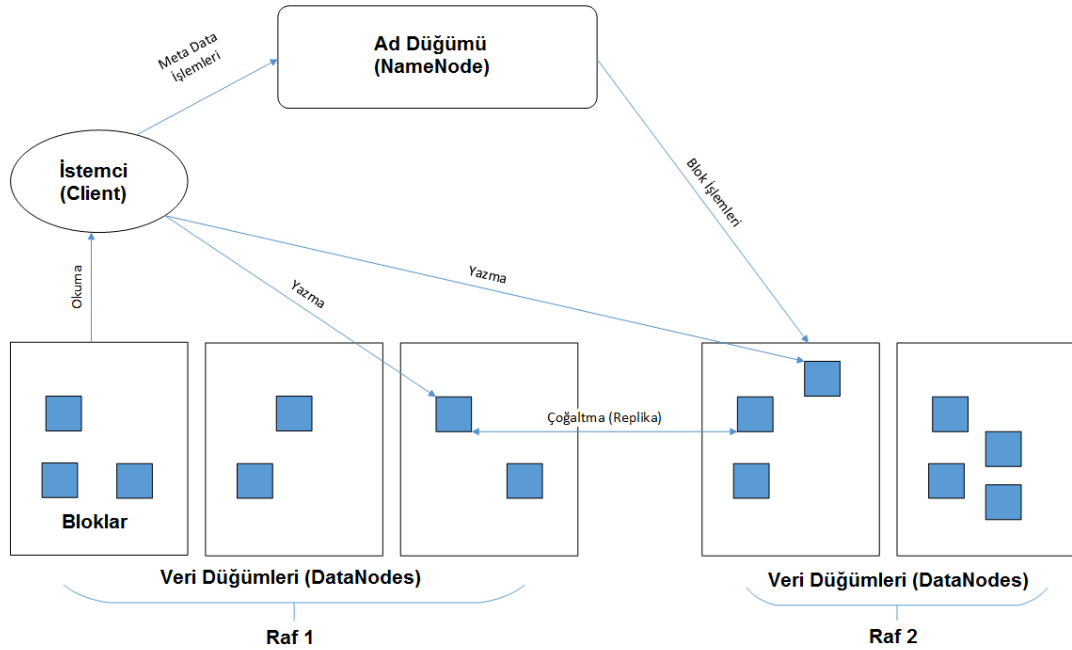 Ad Düğümü
(NameNode)
Meta Data
İşlemleri
İstemci
(Client)
Blok İşlemleri
Yazma
Yazma
Okuma
Çoğaltma (Replika)
Bloklar
Veri Düğümleri (DataNodes)
Veri Düğümleri (DataNodes)
Raf 1
Raf 2